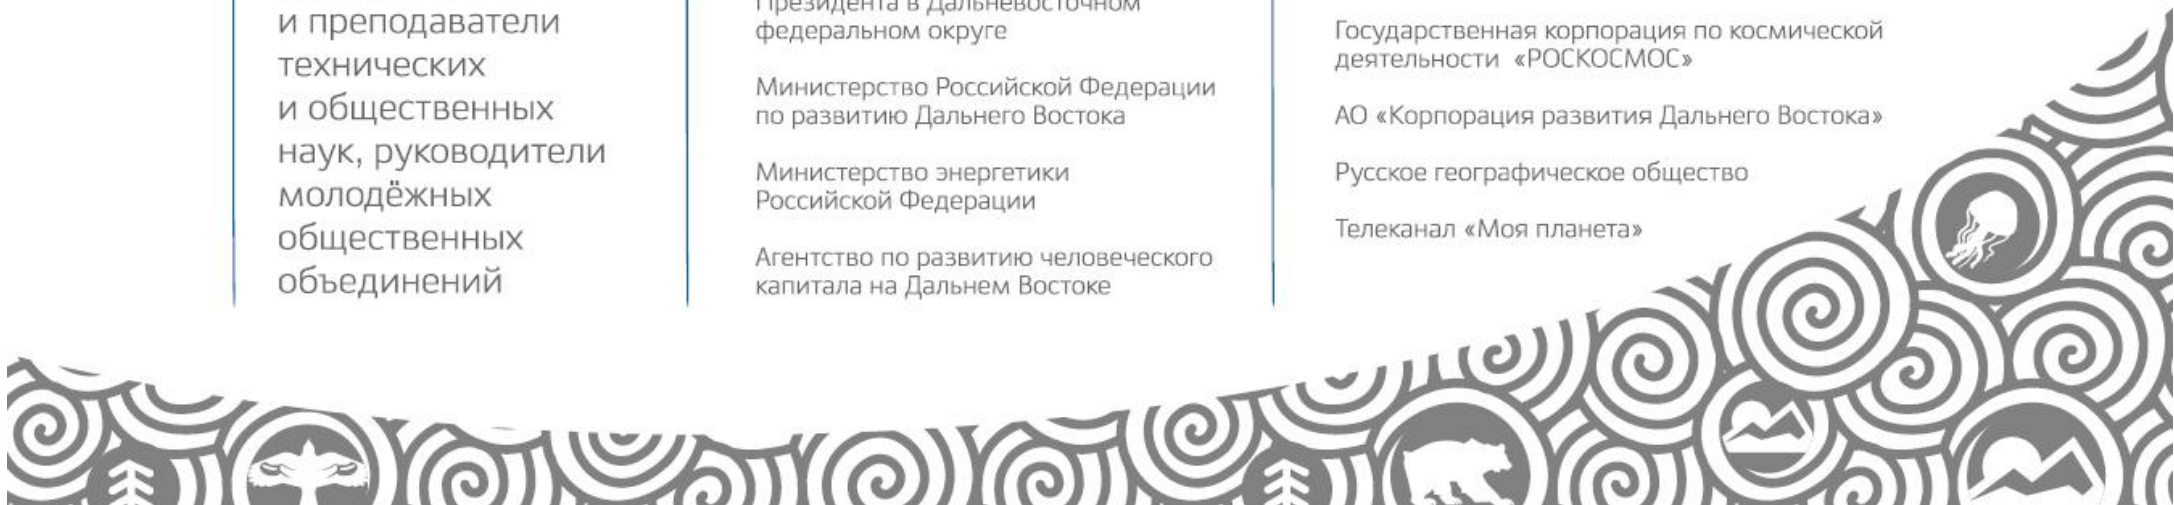 и преподаватели
технических
и общественных
наук, руководители
молодёжных
общественных
объединений
Президента в Дальневосточном
федеральном округе
Министерство Российской Федерации
по развитию Дальнего Востока
Министерство энергетики
Российской Федерации
Агентство по развитию человеческого
капитала на Дальнем Востоке
Государственная корпорация по космической
деятельности «РОСКОСМОС»
АО «Корпорация развития Дальнего Востока»
Русское географическое общество
Телеканал «Моя планета»